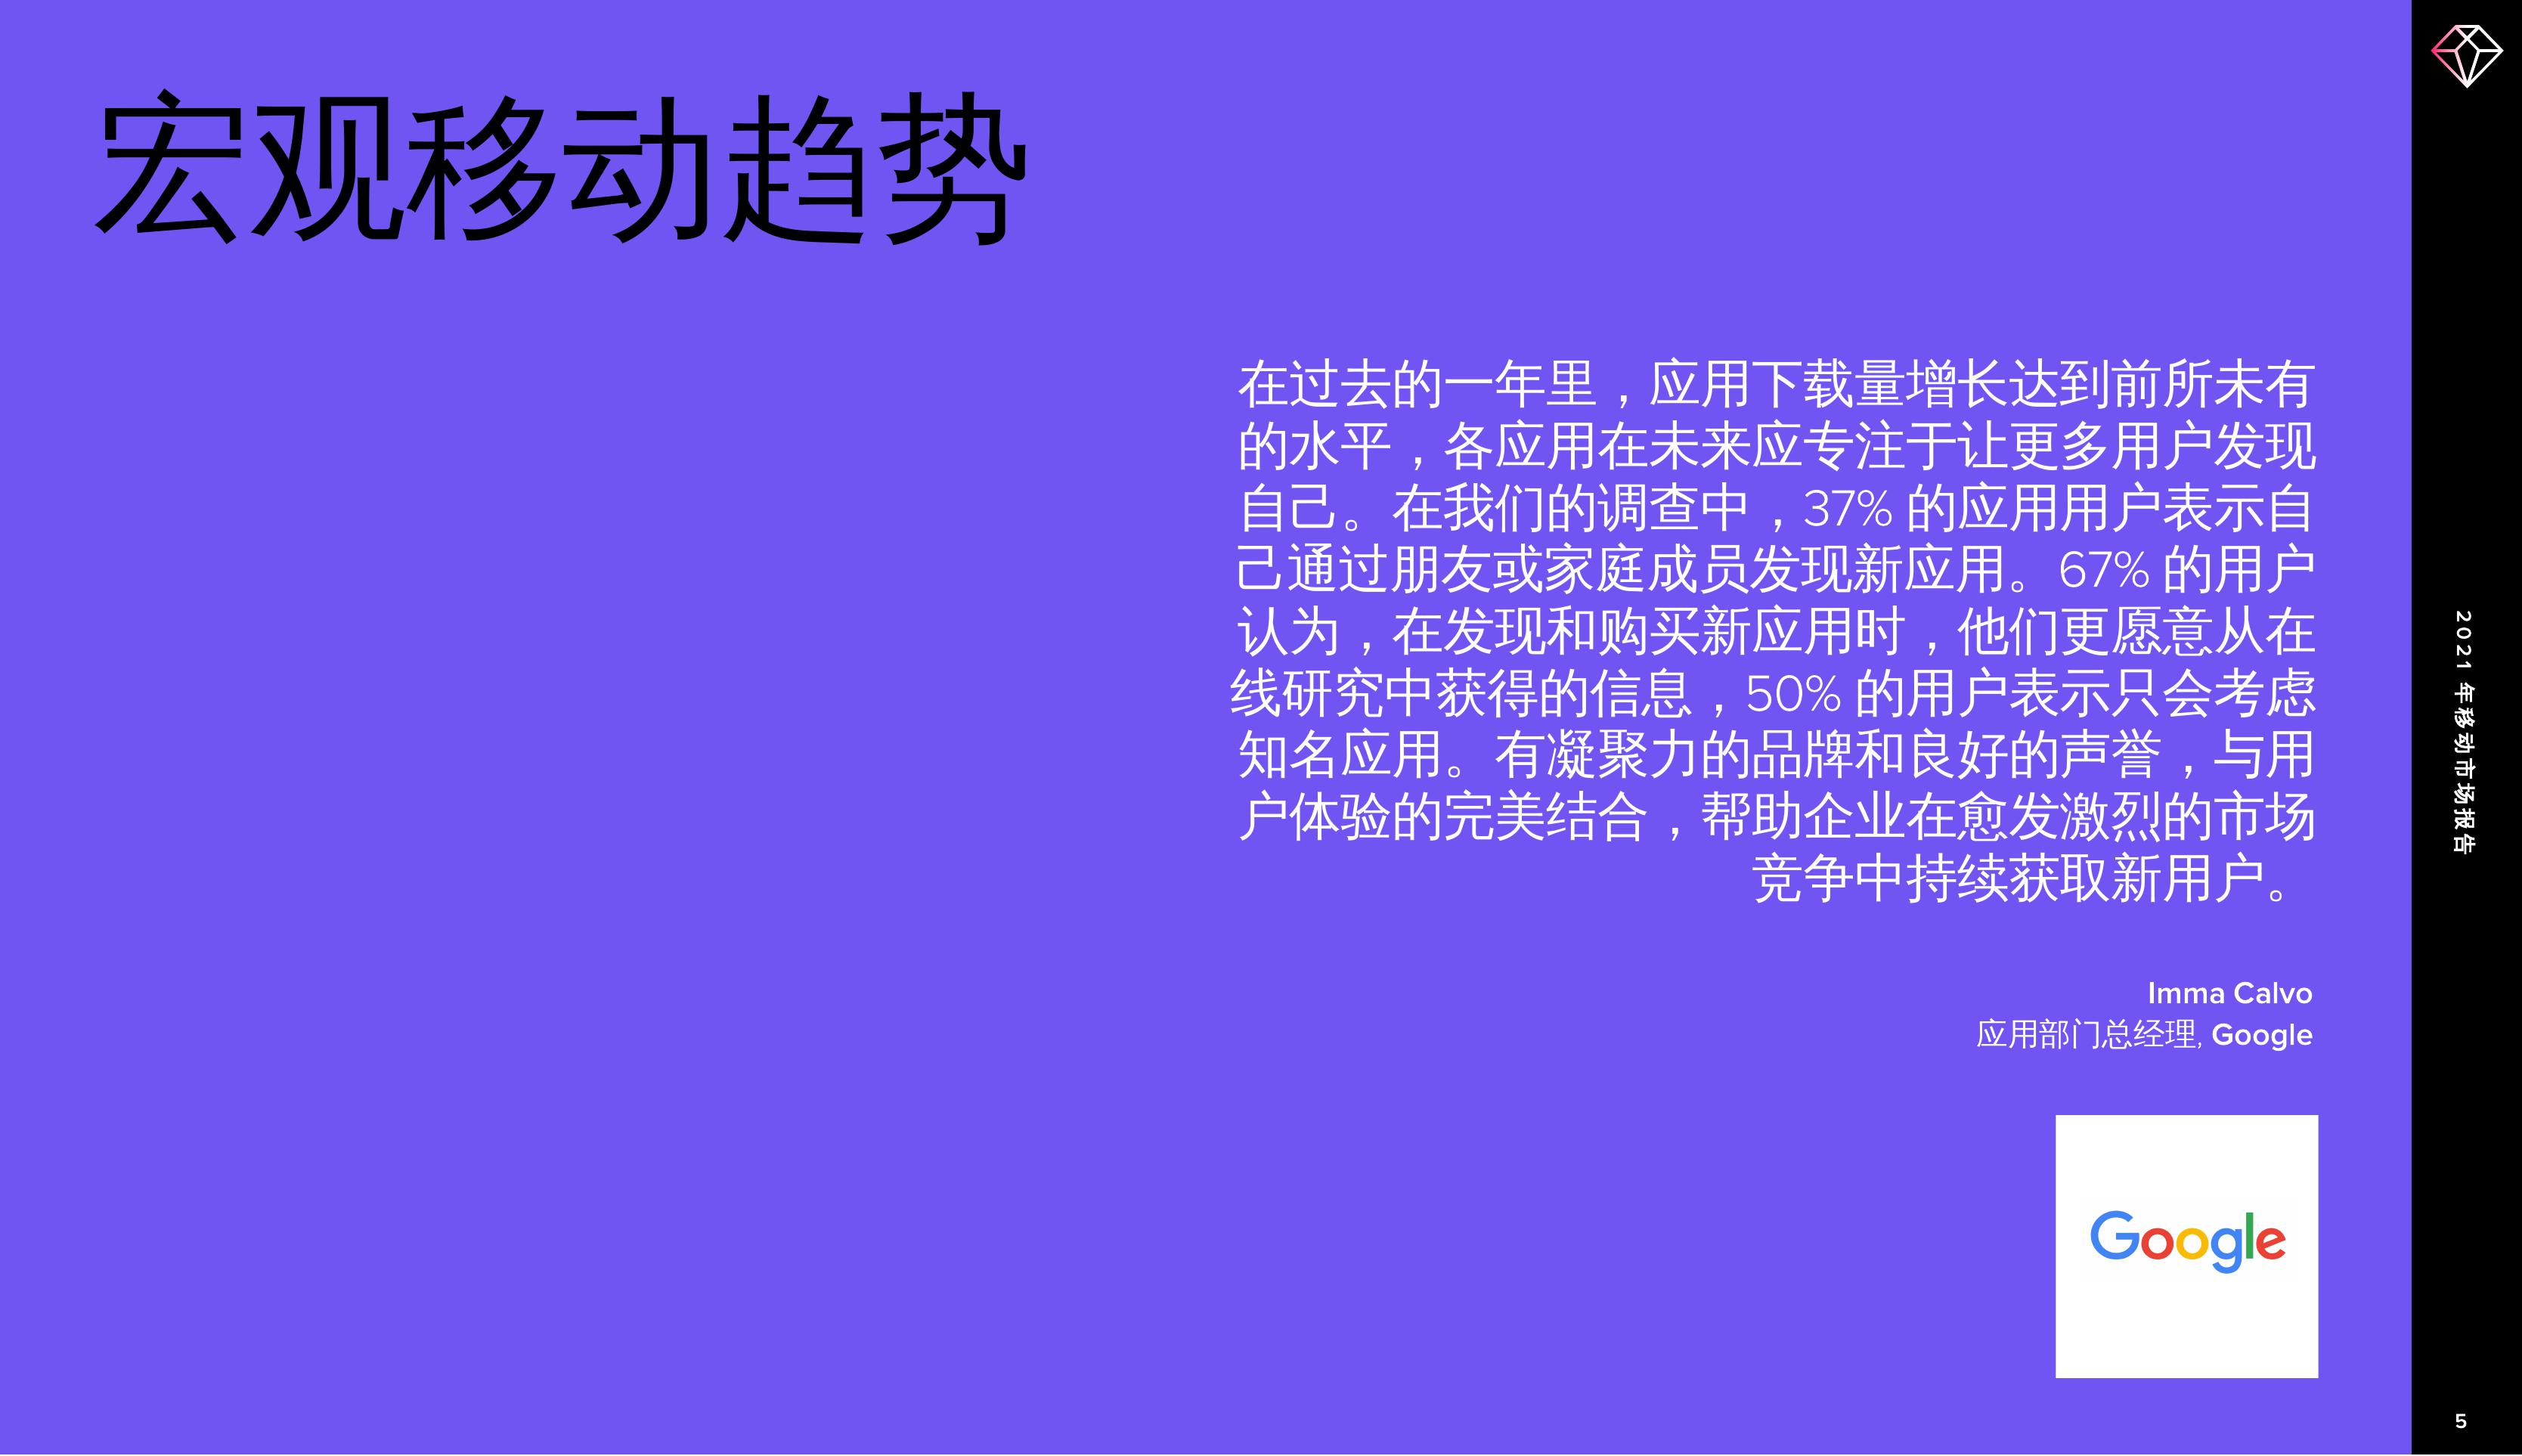 宏观移动趋势
在过去的一年里，应用下载量增长达到前所未有
的水平，各应用在未来应专注于让更多用户发现
自己。在我们的调查中，37% 的应用用户表示自
己通过朋友或家庭成员发现新应用。67% 的用户
认为，在发现和购买新应用时，他们更愿意从在
线研究中获得的信息，50% 的用户表示只会考虑
知名应用。有凝聚力的品牌和良好的声誉，与用
户体验的完美结合，帮助企业在愈发激烈的市场
竞争中持续获取新用户。
Imma Calvo
应用部门总经理, Google
Google
2021 年移动市场报告
5